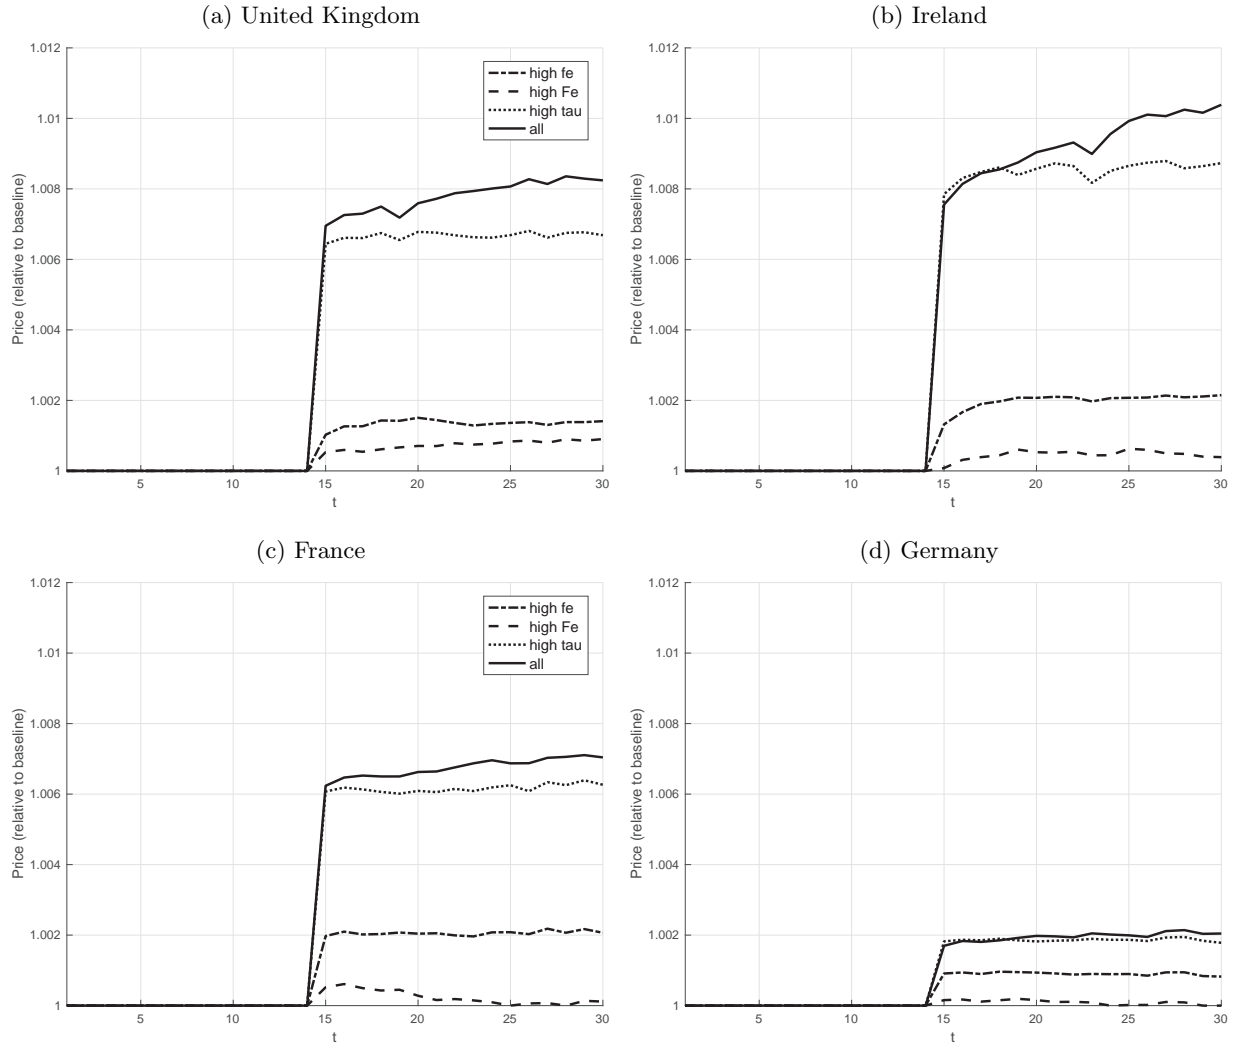 (a) United Kingdom
1.012
1.01
1.008
1.006
1.004
1.002
1
Price (relative to baseline)
5 10 15 20 25 30
t
high fe
high Fe
high tau
all
(b) Ireland
1.012
1.01
1.008
1.006
1.004
1.002
1
Price (relative to baseline)
5 10 15 20 25 30
t
(c) France
1.012
1.01
1.008
1.006
1.004
1.002
1
Price (relative to baseline)
5 10 15 20 25 30
t
high fe
high Fe
high tau
all
(d) Germany
1.012
1.01
1.008
1.006
1.004
1.002
1
Price (relative to baseline)
5 10 15 20 25 30
t